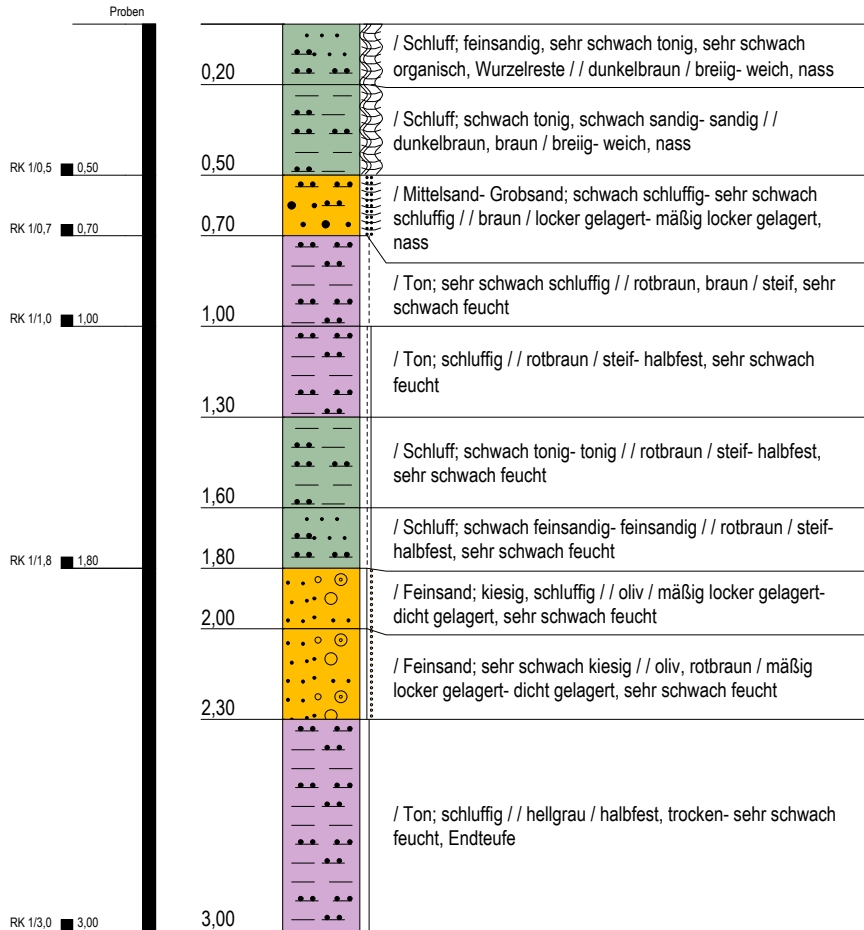 Proben
/ Schluff; feinsandig, sehr schwach tonig, sehr schwach
organisch, Wurzelreste / / dunkelbraun / breiig- weich, nass
0,20
/ Schluff; schwach tonig, schwach sandig- sandig / /
dunkelbraun, braun / breiig- weich, nass
RK 1/0,5 0,50
0,50
/ Mittelsand- Grobsand; schwach schluffig- sehr schwach
schluffig / / braun / locker gelagert- mäßig locker gelagert,
nass
RK 1/0,7 0,70
0,70
/ Ton; sehr schwach schluffig / / rotbraun, braun / steif, sehr
schwach feucht
RK 1/1,0 1,00
1,00
/ Ton; schluffig / / rotbraun / steif- halbfest, sehr schwach
feucht
1,30
/ Schluff; schwach tonig- tonig / / rotbraun / steif- halbfest,
sehr schwach feucht
1,60
/ Schluff; schwach feinsandig- feinsandig / / rotbraun / steif-
halbfest, sehr schwach feucht
RK 1/1,8 1,80
1,80
/ Feinsand; kiesig, schluffig / / oliv / mäßig locker gelagert-
dicht gelagert, sehr schwach feucht
2,00
/ Feinsand; sehr schwach kiesig / / oliv, rotbraun / mäßig
locker gelagert- dicht gelagert, sehr schwach feucht
2,30
/ Ton; schluffig / / hellgrau / halbfest, trocken- sehr schwach
feucht, Endteufe
RK 1/3,0 3,00
3,00